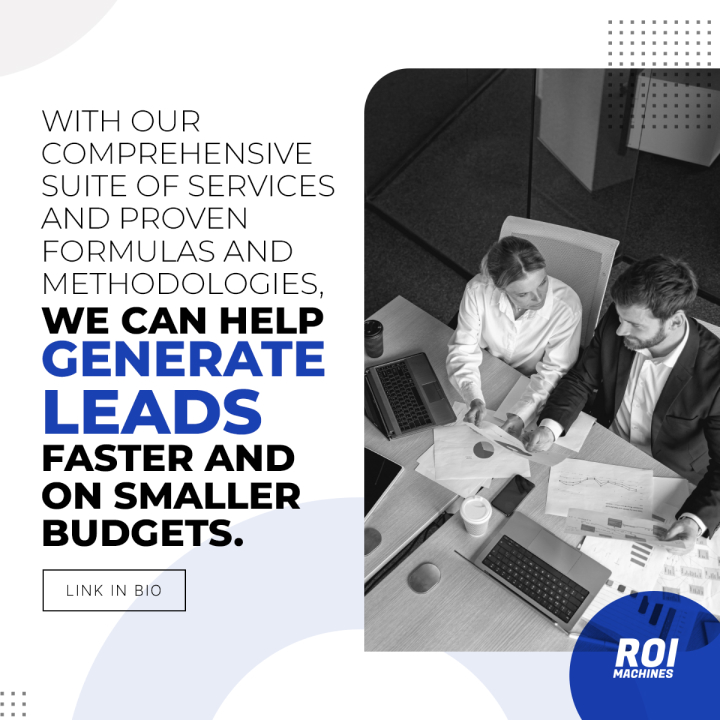 WITH OUR
COMPREHENSIVE
SUITE OF SERVICES
AND PROVEN
FORMULAS AND
METHODOLOGIES,
WE CAN HELP
GENERATE
LEADS
FASTER AND
ON SMALLER
BUDGETS.
LINK IN BIO
ROI
MACHINES